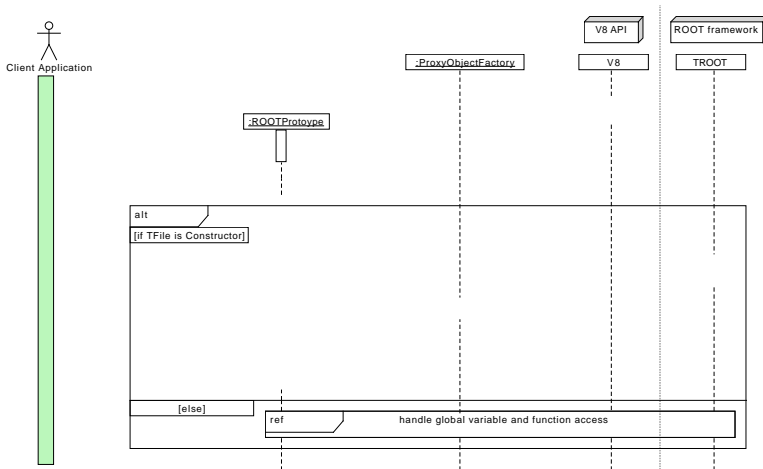 V8 API
ROOT framework
Client Application
:ProxyObjectFactory
V8
TROOT
:ROOTProtoype
alt
[if TFile is Constructor]
[else]
ref
handle global variable and function access